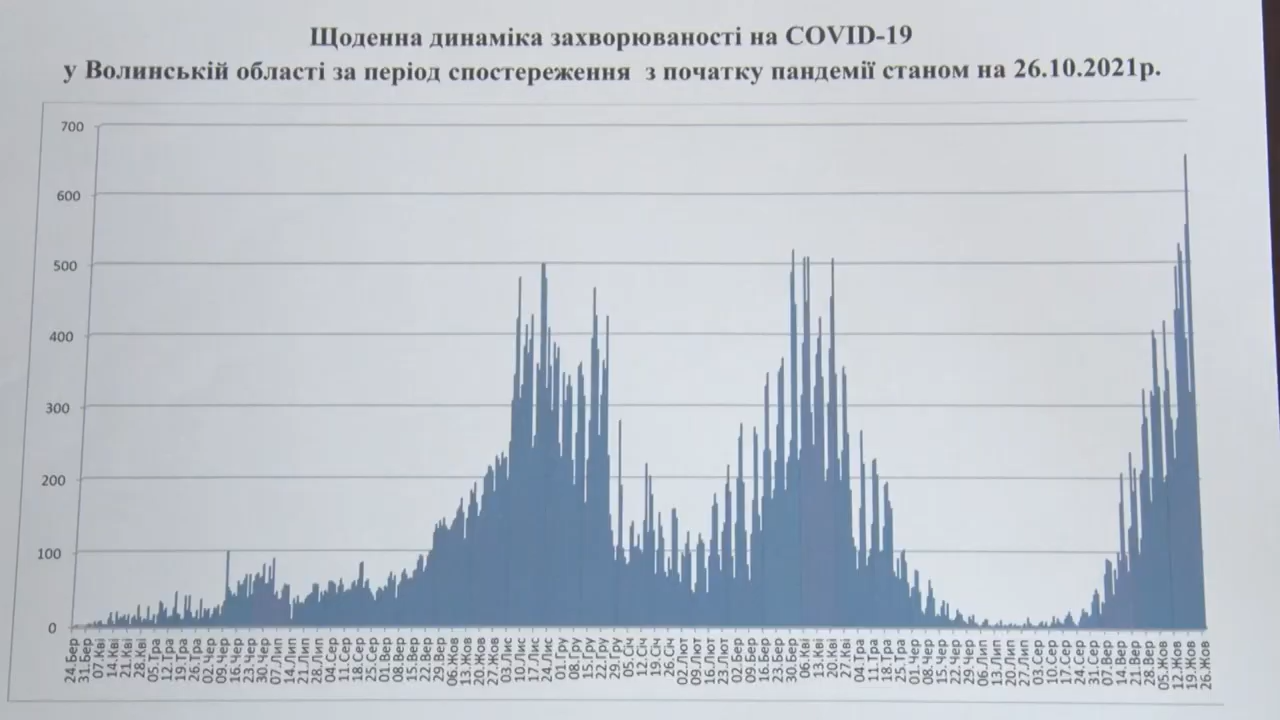 Щоденна динаміка захворюваності на COVID-19
у Волинській області за період спостереження з початку пандемії станом на 26.10.2021р.
700
600
500
400
300
200
100
0
24.Бер
31.Бер
07.Кві
14.Кві
21.Кві
28.Кві
05.Тра
12.Тра
19.Тра
26.Тра
02.Чер
09.Чер
16.Чер
23.Чер
30.Чер
07.Лип
14.Лип
21.Лип
28.Лип
04.Сер
11.Сер
18.Сер
25.Сер
01.Вер
08.Вер
15.Вер
22.Вер
29.Вер
06.Жов
13.Жов
20.Жов
27.Жов
03.Лис
10.Лис
17.Лис
24.Лис
01.Гру
08.Гру
15.Гру
22.Гру
29.Гру
05.Січ
12.Січ
19.Січ
26.Січ
02.Лют
09.Лют
16.Лют
23.Лют
02.Бер
09.Бер
16.Бер
23.Бер
30.Бер
06.Кві
13.Кві
20.Кві
27.Кві
04.Тра
11.Тра
18.Тра
25.Тра
01.Чер
08.Чер
15.Чер
22.Чер
29.Чер
06.Лип
13.Лип
20.Лип
27.Лип
03.Сер
10.Сер
17.Сер
24.Сер
31.Сер
07.Вер
14.Вер
21.Вер
28.Вер
05.Жов
12.Жов
19.Жов
26.Жов